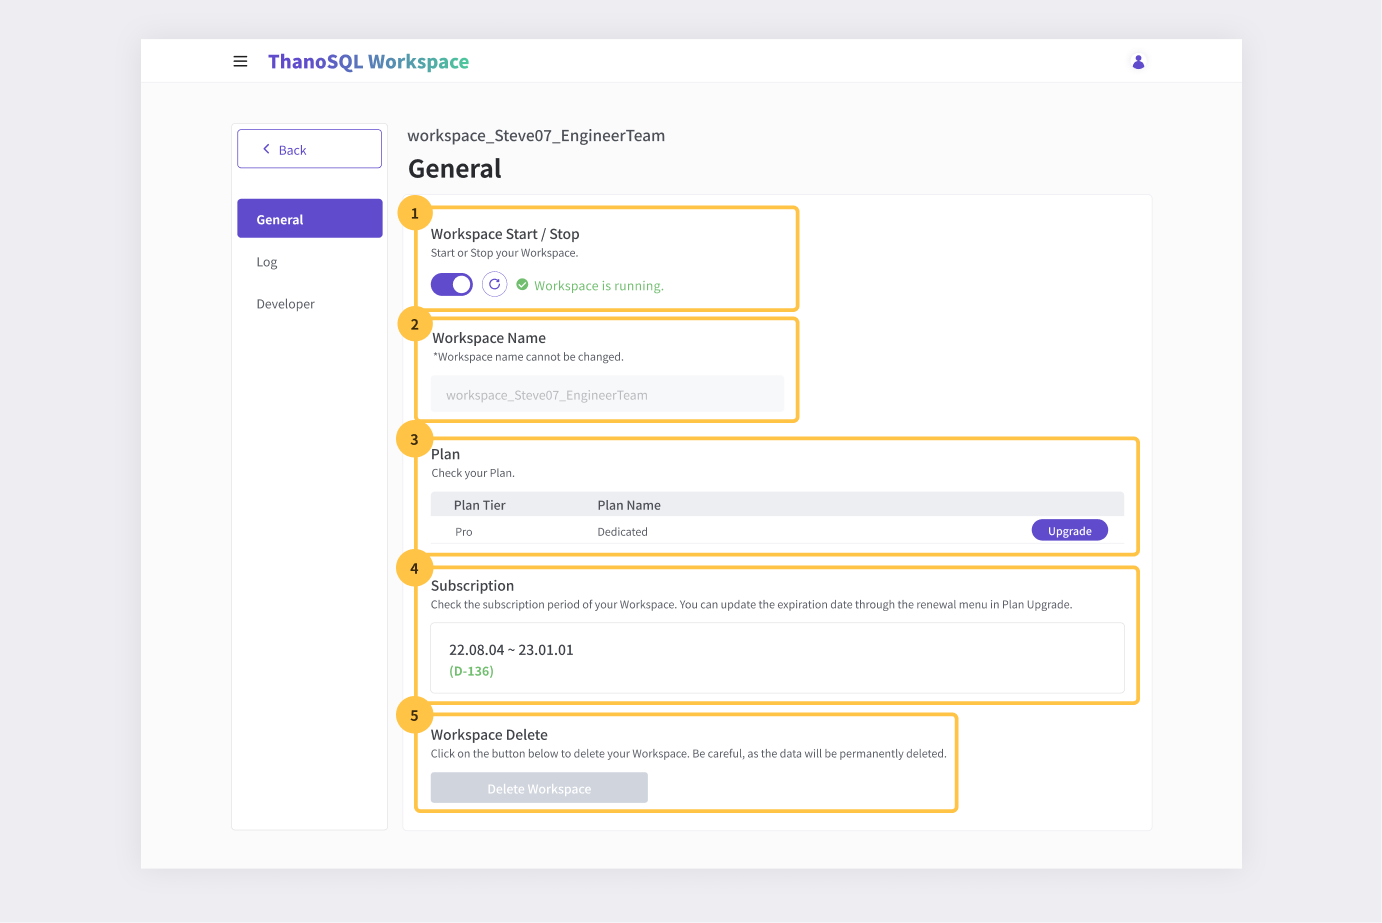 ThanoSQL Workspace
Back
General
Log
Developer
workspace_Steve07_EngineerTeam
General
1
Workspace Start / Stop
Start or Stop your Workspace.
Workspace is running.
2
Workspace Name
*Workspace name cannot be changed.
workspace_Steve07_EngineerTeam
3
Plan
Check your Plan.
Plan Tier Plan Name
Pro Dedicated Upgrade
4
Subscription
Check the subscription period of your Workspace. You can update the expiration date through the renewal menu in Plan Upgrade.
22.08.04 ~ 23.01.01
(D-136)
5
Workspace Delete
Click on the button below to delete your Workspace. Be careful, as the data will be permanently deleted.
Delete Workspace